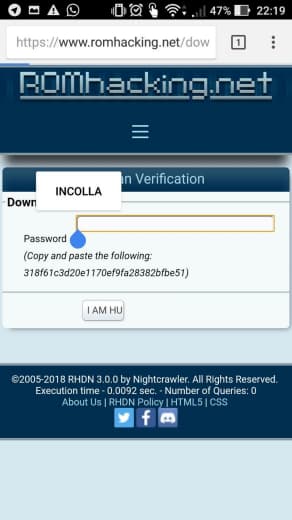 47% 22:19
https://www.romhacking.net/dow
1
ROMhacking.net
an Verification
Down
INCOLLA
Password
(Copy and paste the following:
318f61c3d20e1170ef9fa28382bfbe51)
I AM HU
©2005-2018 RHDN 3.0.0 by Nightcrawler. All Rights Reserved.
Execution time - 0.0092 sec. - Number of Queries: 0
About Us | RHDN Policy | HTML5 | CSS